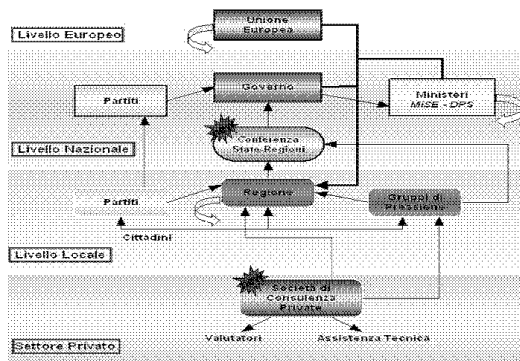 Unione
Europea
Livello Europeo
Partiti
Governo
Ministeri
MiSE - DPS
Conferenza
Stato-Regioni
Livello Nazionale
Partiti
Regione
Gruppi di
Pressione
Cittadini
Livello Locale
Società di
Consulenza
Private
Settore Privato
Valutatori
Assistenza Tecnica